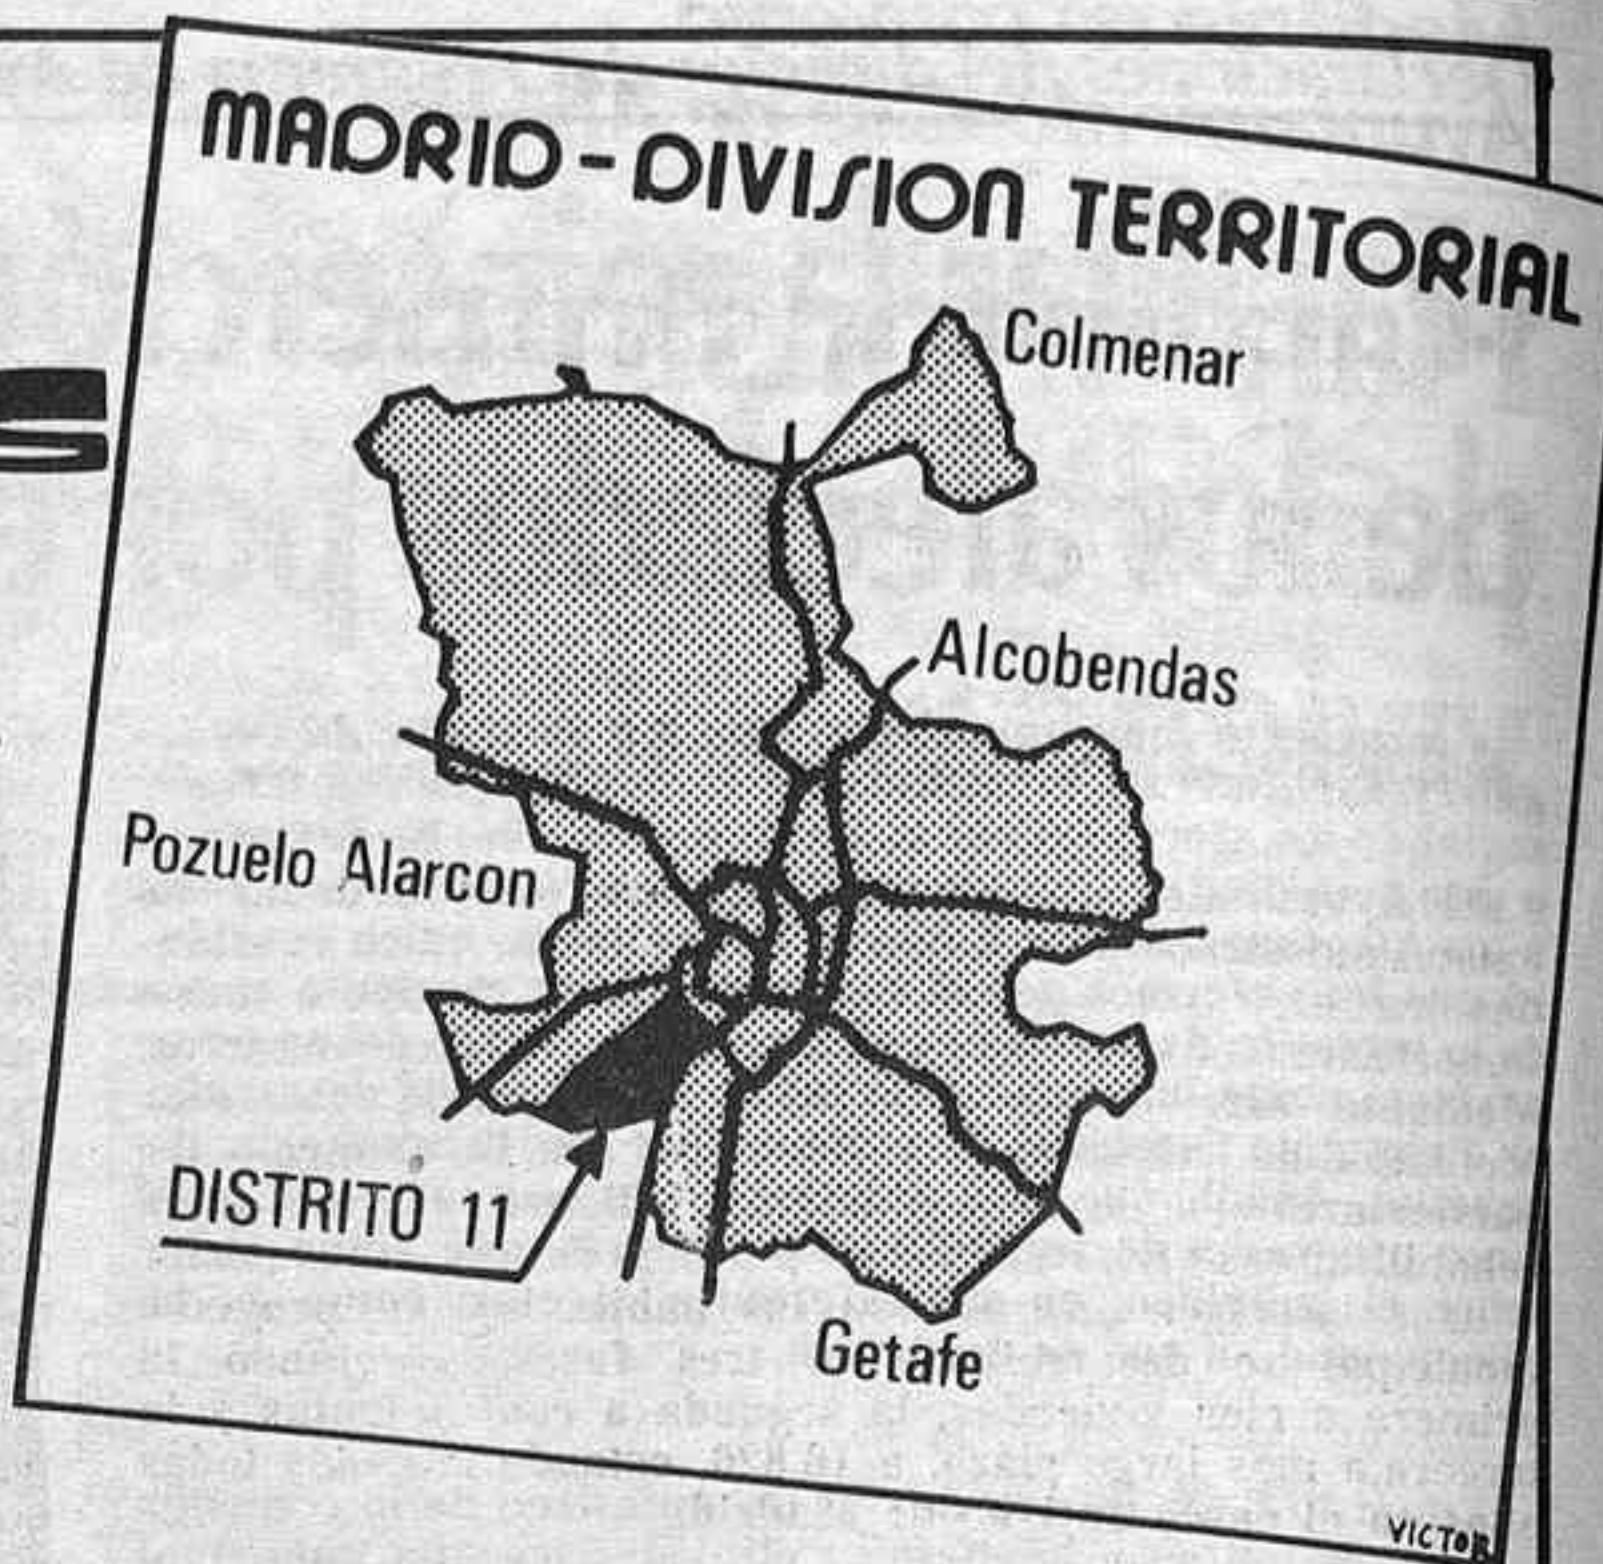 MADRID - DIVISION TERRITORIAL
Colmenar
Alcobendas
Pozuelo Alarcon
DISTRITO 11
Getafe
VICTOR
S